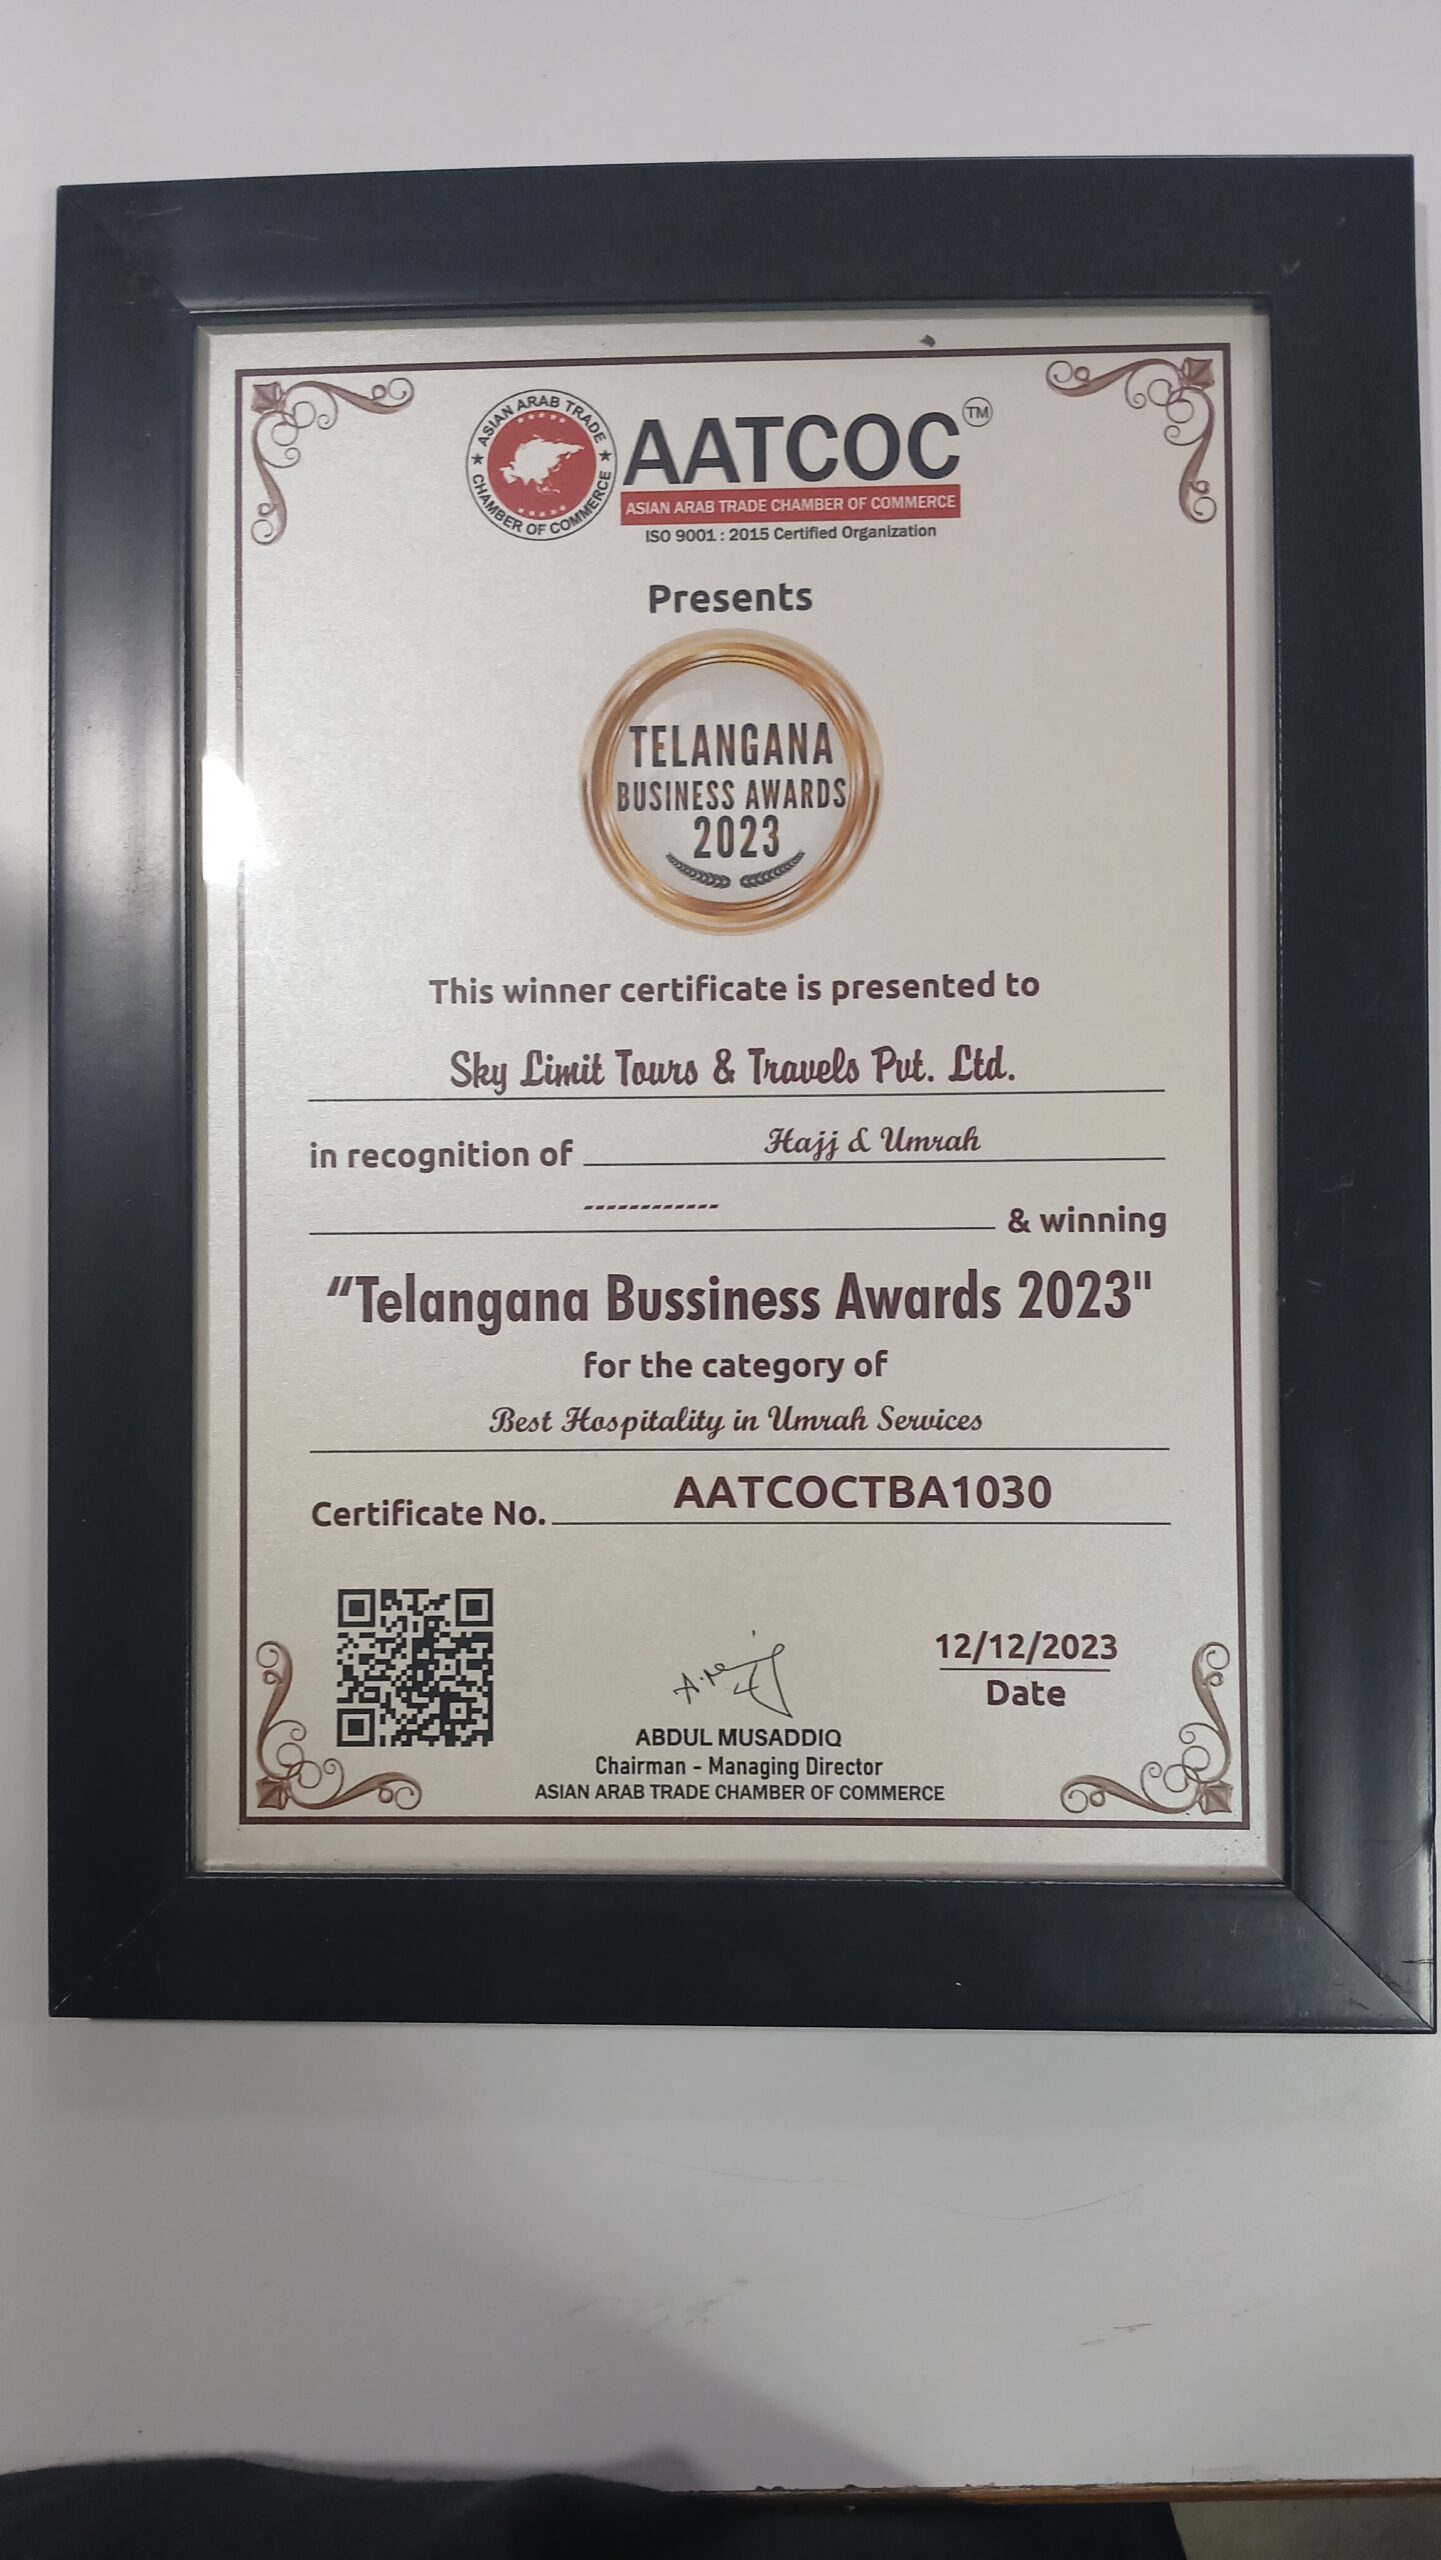 ASIAN ARAB TRADE
CHAMBER OF COMMERCE
AATCOC™
ASIAN ARAB TRADE CHAMBER OF COMMERCE
ISO 9001 : 2015 Certified Organization
Presents
TELANGANA
BUSINESS AWARDS
2023
This winner certificate is presented to
Sky Limit Tours & Travels Pvt. Ltd.
in recognition of Hajj & Umrah
------------ & winning
“Telangana Bussiness Awards 2023"
for the category of
Best Hospitality in Umrah Services
Certificate No. AATCOCTBA1030
12/12/2023
Date
ABDUL MUSADDIQ
Chairman - Managing Director
ASIAN ARAB TRADE CHAMBER OF COMMERCE